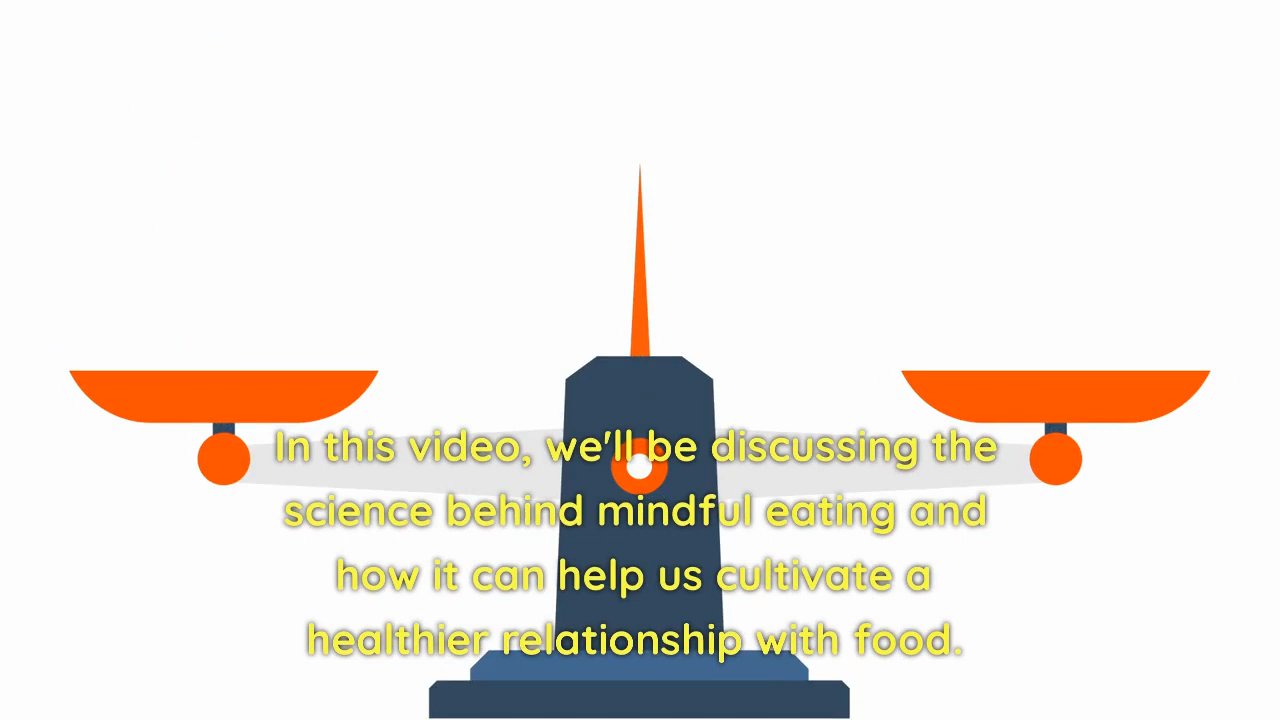 In this video, we'll be discussing the
science behind mindful eating and
how it can help us cultivate a
healthier relationship with food.